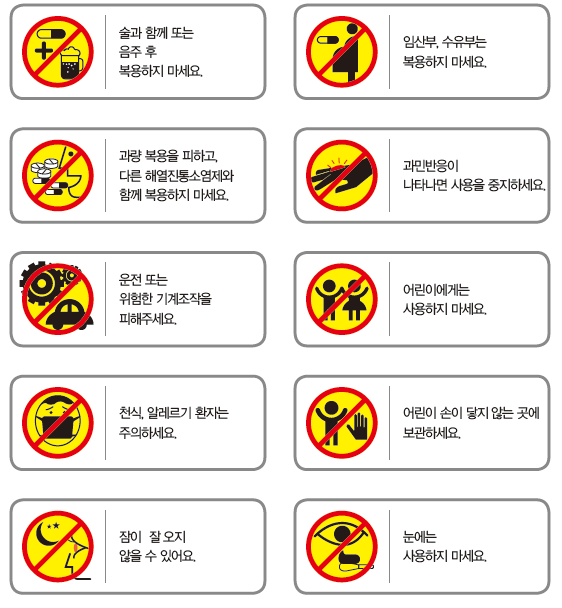 술과 함께 또는
음주 후
복용하지 마세요.
임산부, 수유부는
복용하지 마세요.
과량 복용을 피하고,
다른 해열진통소염제와
함께 복용하지 마세요.
과민반응이
나타나면 사용을 중지하세요.
운전 또는
위험한 기계조작을
피해주세요.
어린이에게는
사용하지 마세요.
천식, 알레르기 환자는
주의하세요.
어린이 손이 닿지 않는 곳에
보관하세요.
잠이 잘 오지
않을 수 있어요.
눈에는
사용하지 마세요.